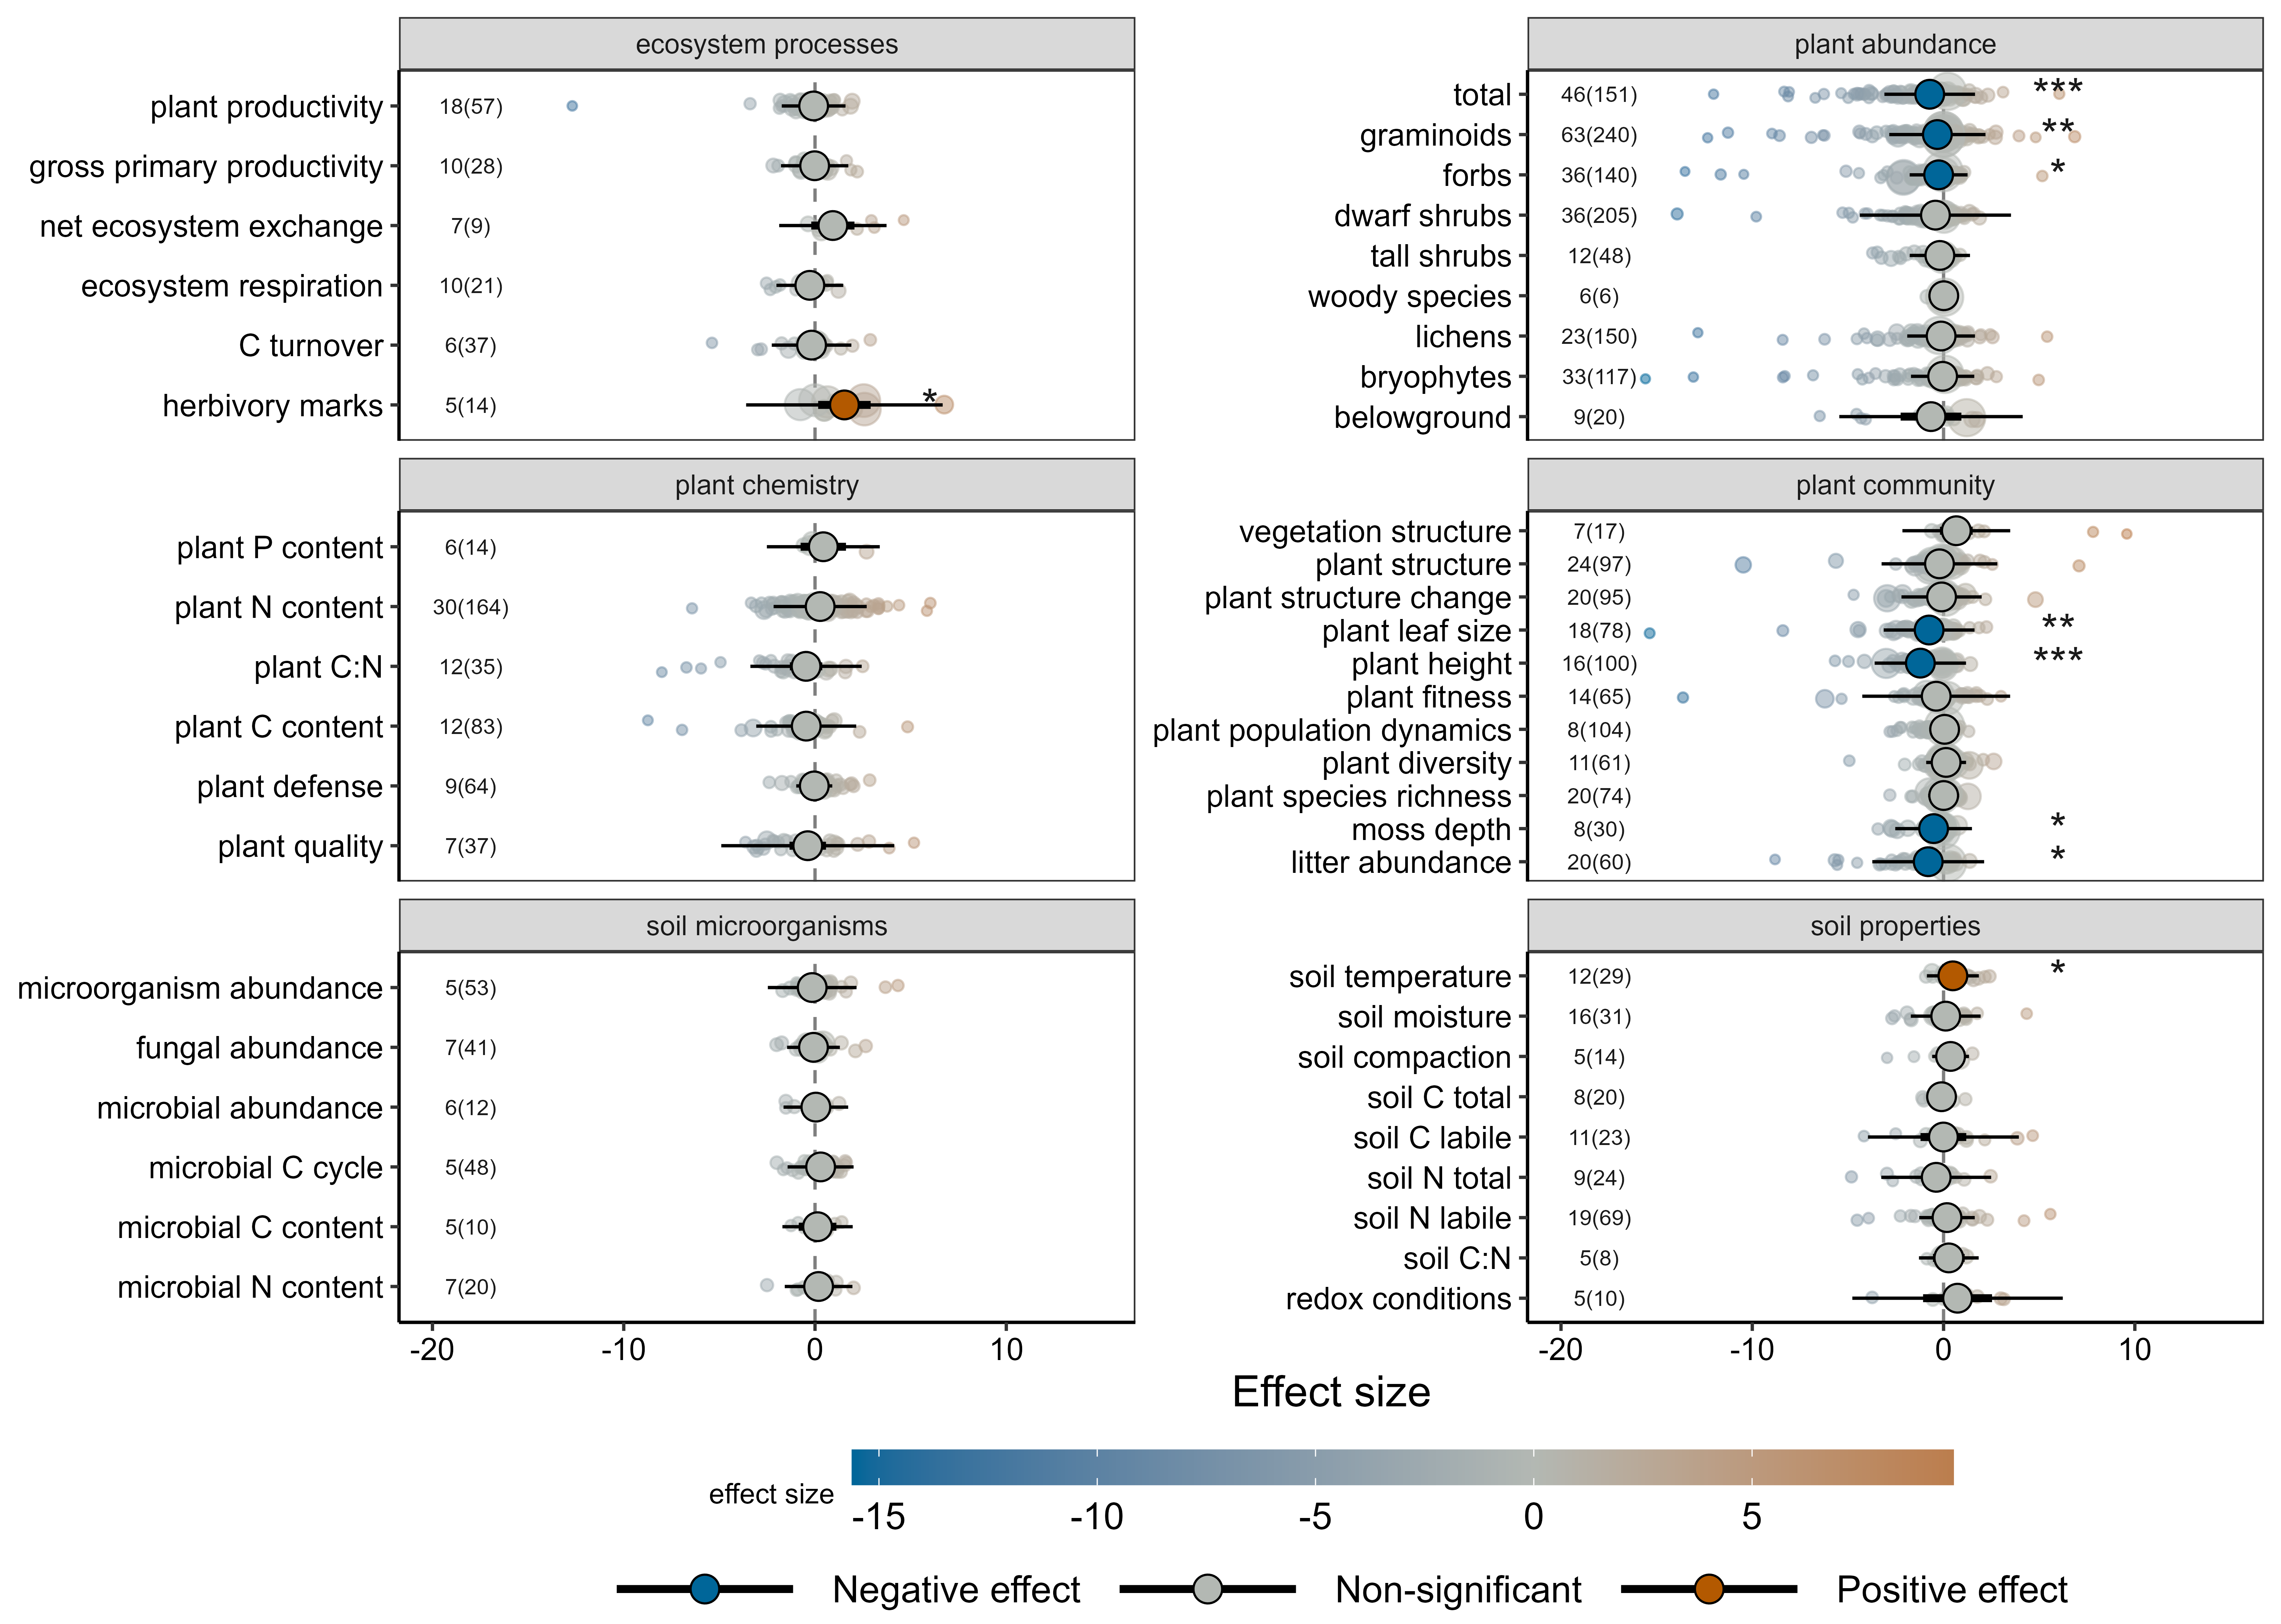 ecosystem processes
plant productivity 18(57)
gross primary productivity 10(28)
net ecosystem exchange 7(9)
ecosystem respiration 10(21)
C turnover 6(37)
herbivory marks 5(14) *
plant abundance
total 46(151) ***
graminoids 63(240) **
forbs 36(140) *
dwarf shrubs 36(205)
tall shrubs 12(48)
woody species 6(6)
lichens 23(150)
bryophytes 33(117)
belowground 9(20)
plant chemistry
plant P content 6(14)
plant N content 30(164)
plant C:N 12(35)
plant C content 12(83)
plant defense 9(64)
plant quality 7(37)
plant community
vegetation structure 7(17)
plant structure 24(97)
plant structure change 20(95)
plant leaf size 18(78) **
plant height 16(100) ***
plant fitness 14(65)
plant population dynamics 8(104)
plant diversity 11(61)
plant species richness 20(74)
moss depth 8(30) *
litter abundance 20(60) *
soil microorganisms
microorganism abundance 5(53)
fungal abundance 7(41)
microbial abundance 6(12)
microbial C cycle 5(48)
microbial C content 5(10)
microbial N content 7(20)
-20 -10 0 10
soil properties
soil temperature 12(29) *
soil moisture 16(31)
soil compaction 5(14)
soil C total 8(20)
soil C labile 11(23)
soil N total 9(24)
soil N labile 19(69)
soil C:N 5(8)
redox conditions 5(10)
-20 -10 0 10
Effect size
effect size
-15 -10 -5 0 5
Negative effect Non-significant Positive effect